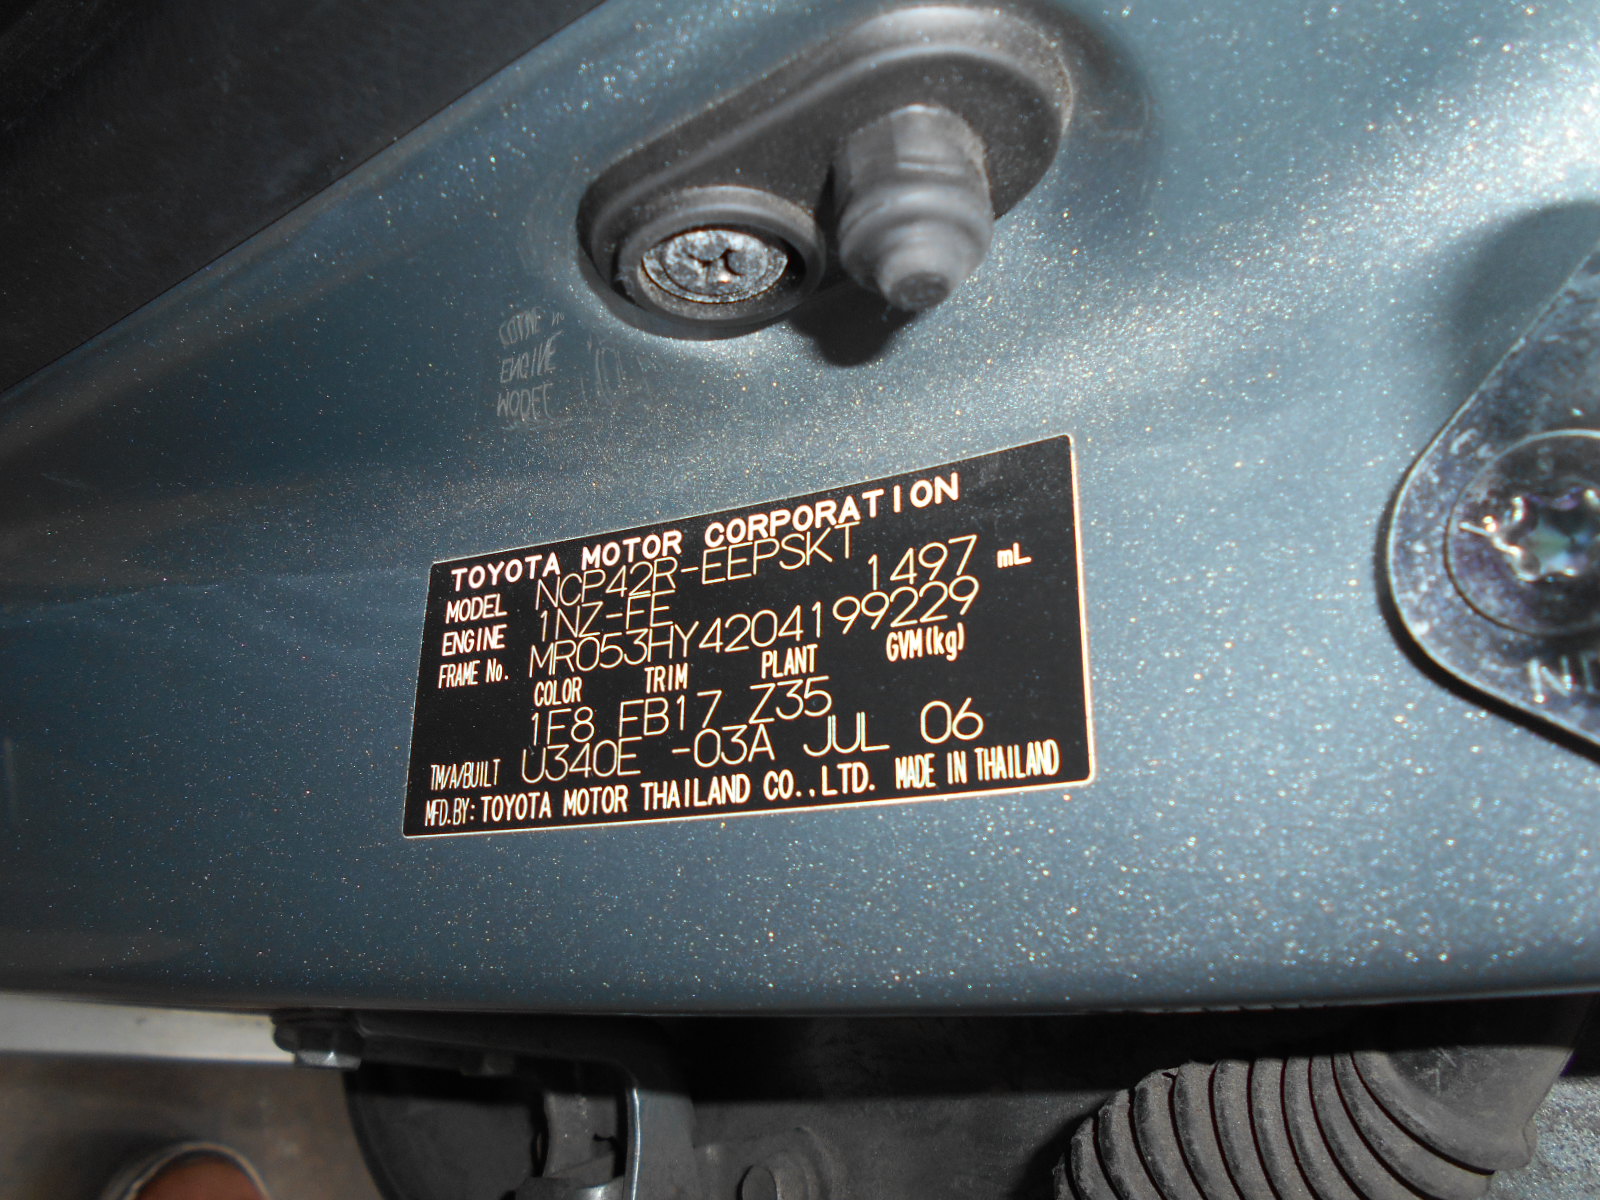 TOYOTA MOTOR CORPORATION
MODEL NCP42R-EEPSKT
ENGINE 1NZ-FE 1497 mL
FRAME No. MR053HY4204199229
COLOR TRIM PLANT GVM(kg)
1F8 FB17 Z35
TM/A/BUILT U340E -03A JUL 06
MFD.BY: TOYOTA MOTOR THAILAND CO.,LTD. MADE IN THAILAND